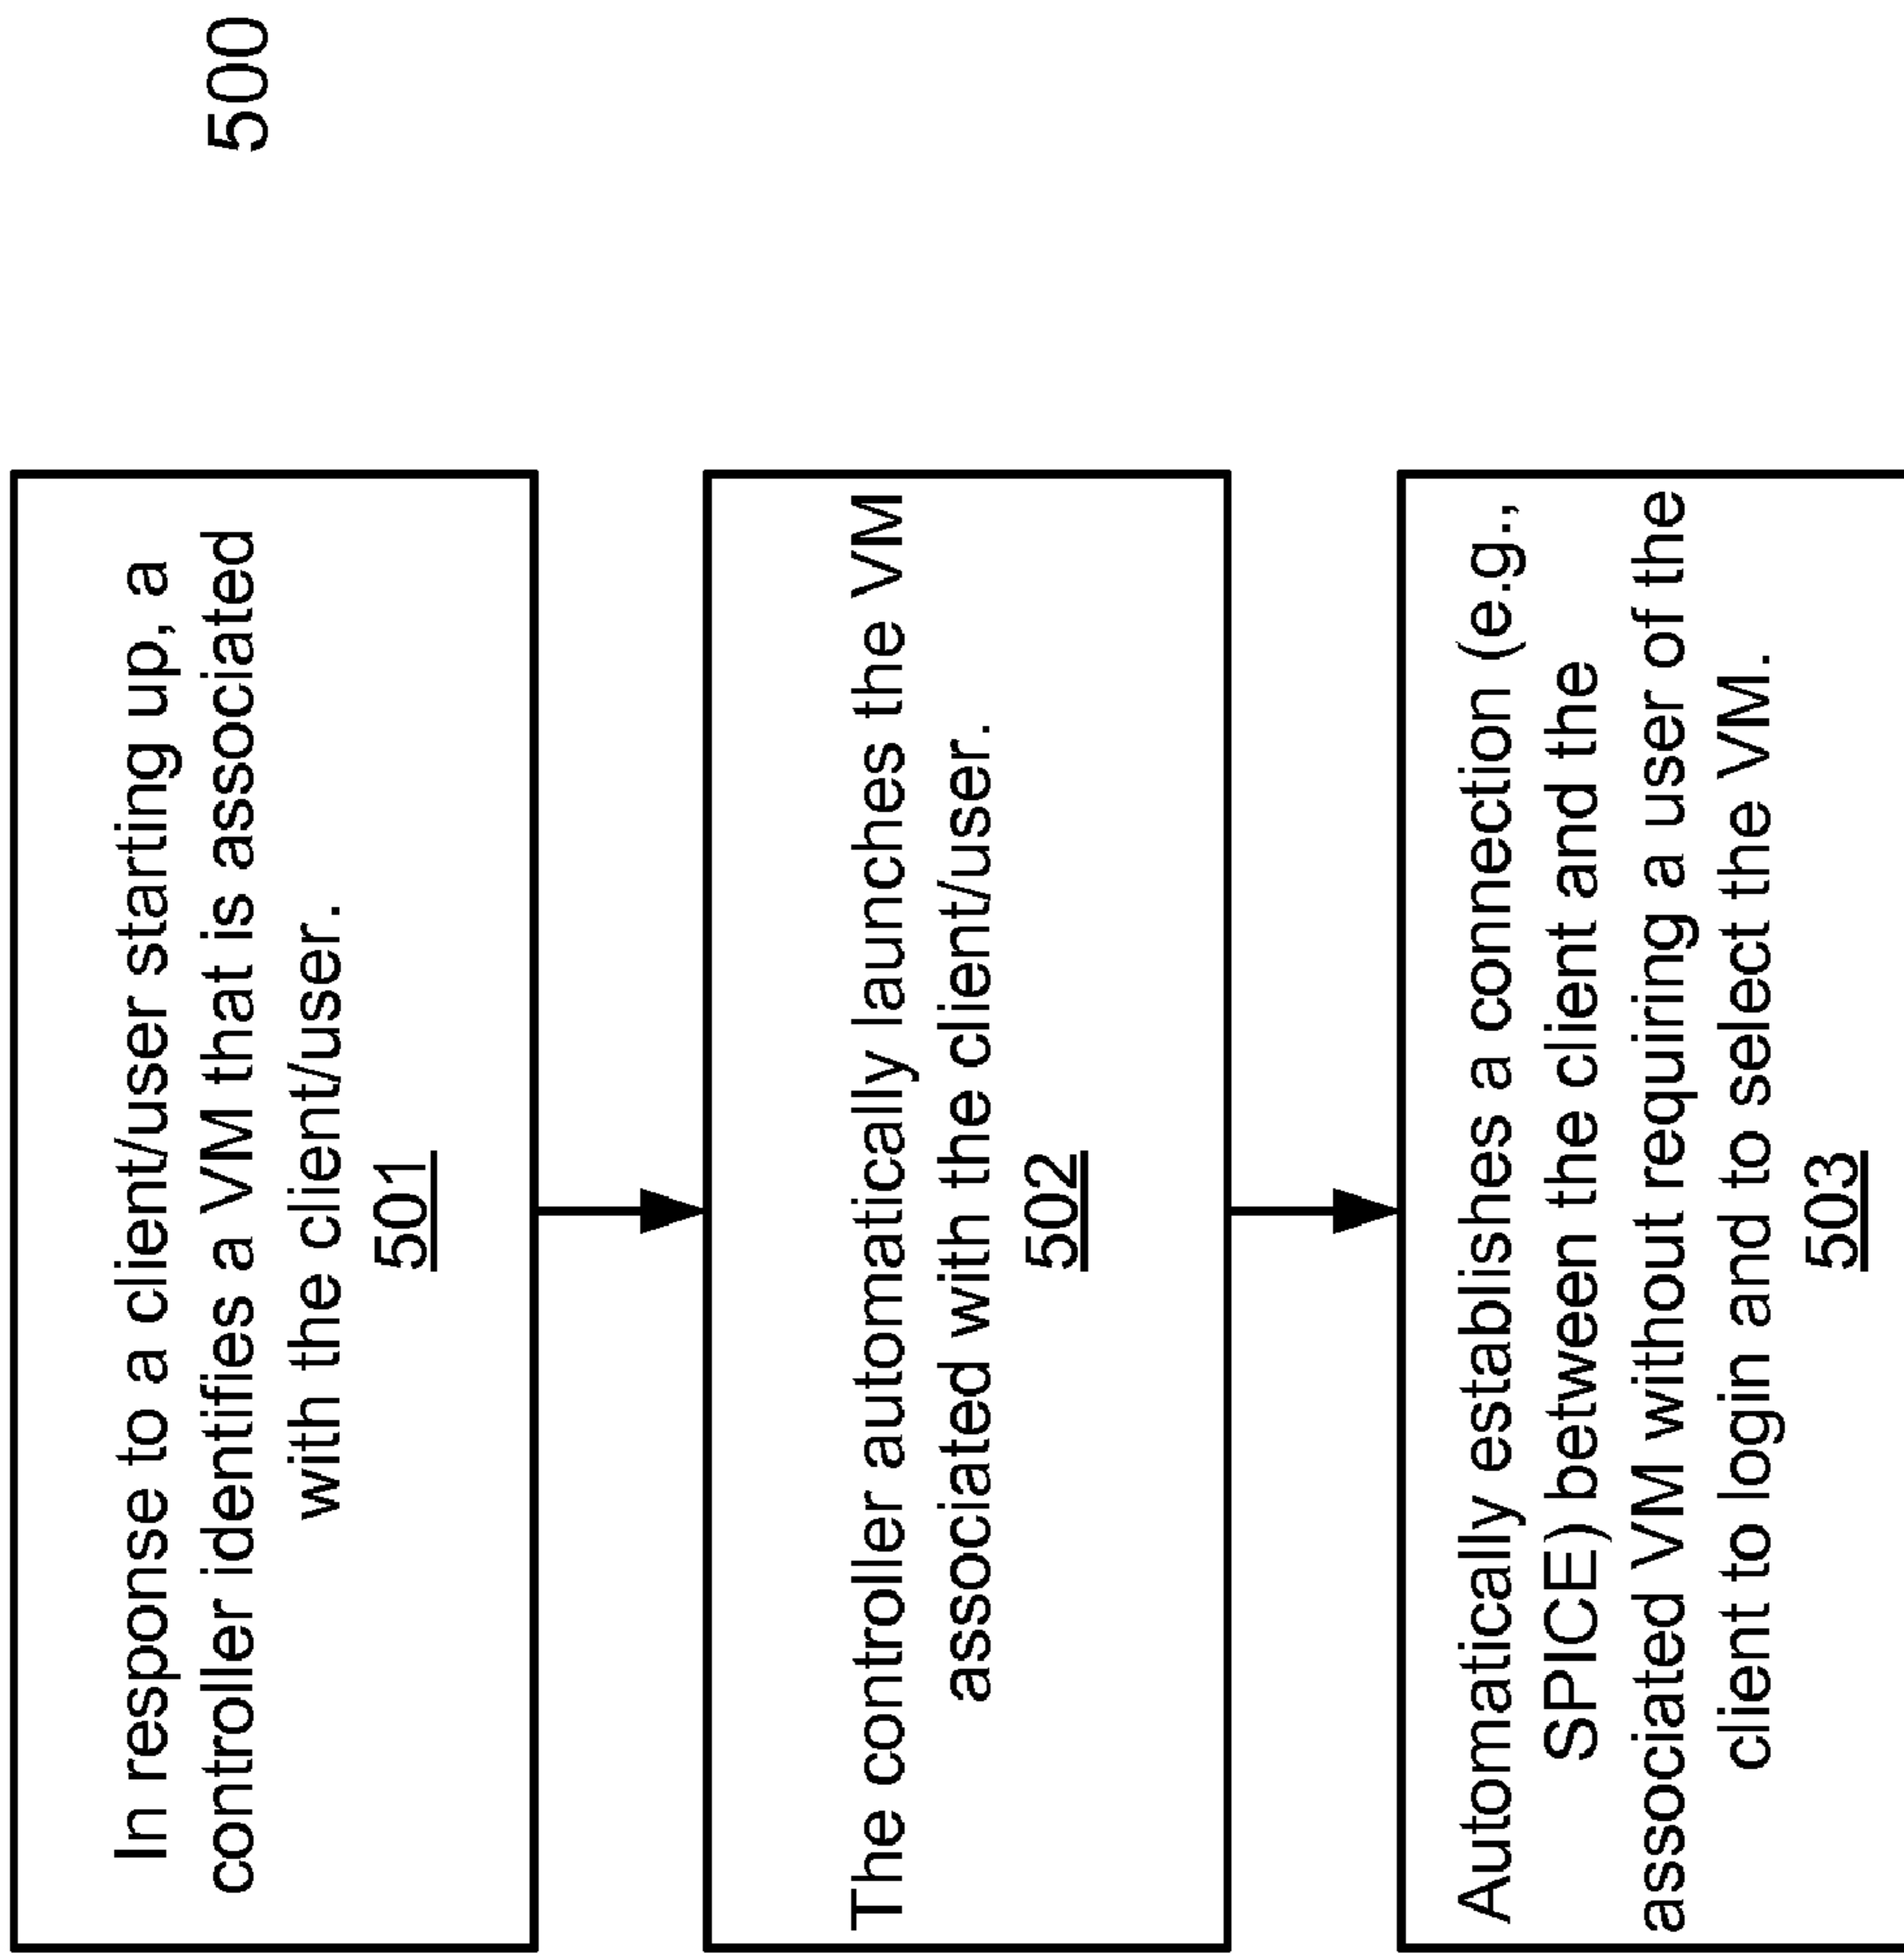 500
In response to a client/user starting up, a
controller identifies a VM that is associated
with the client/user.
501
The controller automatically launches the VM
associated with the client/user.
502
Automatically establishes a connection (e.g.,
SPICE) between the client and the
associated VM without requiring a user of the
client to login and to select the VM.
503